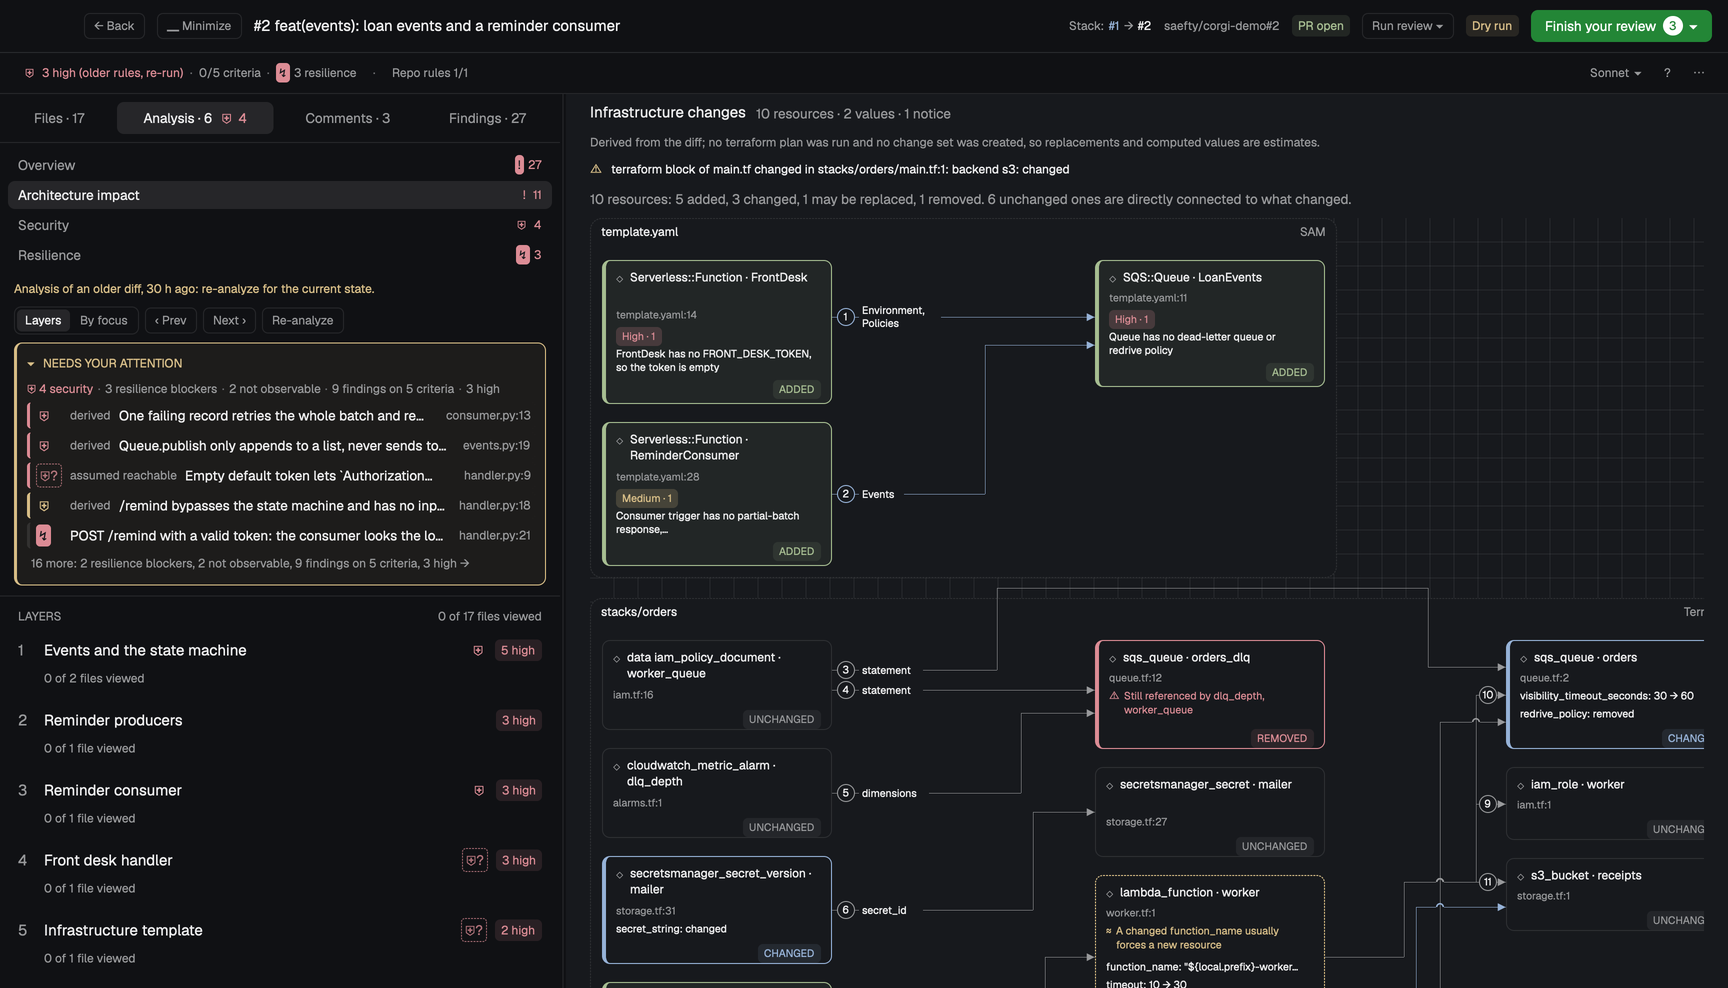 ← Back
Minimize
#2 feat(events): loan events and a reminder consumer
Stack: #1 → #2
saefty/corgi-demo#2
PR open
Run review
Dry run
Finish your review 3
3 high (older rules, re-run) · 0/5 criteria · 3 resilience · Repo rules 1/1
Sonnet
?
...
Files · 17
Analysis · 6 4
Comments · 3
Findings · 27
Overview ! 27
Architecture impact ! 11
Security 4
Resilience 3
Analysis of an older diff, 30 h ago: re-analyze for the current state.
Layers
By focus
‹ Prev
Next ›
Re-analyze
NEEDS YOUR ATTENTION
4 security · 3 resilience blockers · 2 not observable · 9 findings on 5 criteria · 3 high
derived One failing record retries the whole batch and re... consumer.py:13
derived Queue.publish only appends to a list, never sends to... events.py:19
? assumed reachable Empty default token lets `Authorization... handler.py:9
derived /remind bypasses the state machine and has no inp... handler.py:18
POST /remind with a valid token: the consumer looks the lo... handler.py:21
16 more: 2 resilience blockers, 2 not observable, 9 findings on 5 criteria, 3 high →
LAYERS
0 of 17 files viewed
1 Events and the state machine 5 high
0 of 2 files viewed
2 Reminder producers 3 high
0 of 1 file viewed
3 Reminder consumer 3 high
0 of 1 file viewed
4 Front desk handler ? 3 high
0 of 1 file viewed
5 Infrastructure template ? 2 high
0 of 1 file viewed
Infrastructure changes 10 resources · 2 values · 1 notice
Derived from the diff; no terraform plan was run and no change set was created, so replacements and computed values are estimates.
terraform block of main.tf changed in stacks/orders/main.tf:1: backend s3: changed
10 resources: 5 added, 3 changed, 1 may be replaced, 1 removed. 6 unchanged ones are directly connected to what changed.
template.yaml
SAM
Serverless::Function · FrontDesk
template.yaml:14
High · 1
FrontDesk has no FRONT_DESK_TOKEN,
so the token is empty
ADDED
1 Environment,
Policies
SQS::Queue · LoanEvents
template.yaml:11
High · 1
Queue has no dead-letter queue or
redrive policy
ADDED
Serverless::Function ·
ReminderConsumer
template.yaml:28
Medium · 1
Consumer trigger has no partial-batch
response,...
ADDED
2 Events
stacks/orders
Terr
data iam_policy_document ·
worker_queue
iam.tf:16
UNCHANGED
3 statement
4 statement
sqs_queue · orders_dlq
queue.tf:12
Still referenced by dlq_depth,
worker_queue
REMOVED
sqs_queue · orders
queue.tf:2
visibility_timeout_seconds: 30 → 60
redrive_policy: removed
CHANG
10
cloudwatch_metric_alarm ·
dlq_depth
alarms.tf:1
UNCHANGED
5 dimensions
secretsmanager_secret · mailer
storage.tf:27
UNCHANGED
9
iam_role · worker
iam.tf:1
UNCHANG
secretsmanager_secret_version ·
mailer
storage.tf:31
secret_string: changed
CHANGED
6 secret_id
lambda_function · worker
worker.tf:1
≈ A changed function_name usually
forces a new resource
function_name: "${local.prefix}-worker...
timeout: 10 → 30
11
s3_bucket · receipts
storage.tf:1
UNCHANG